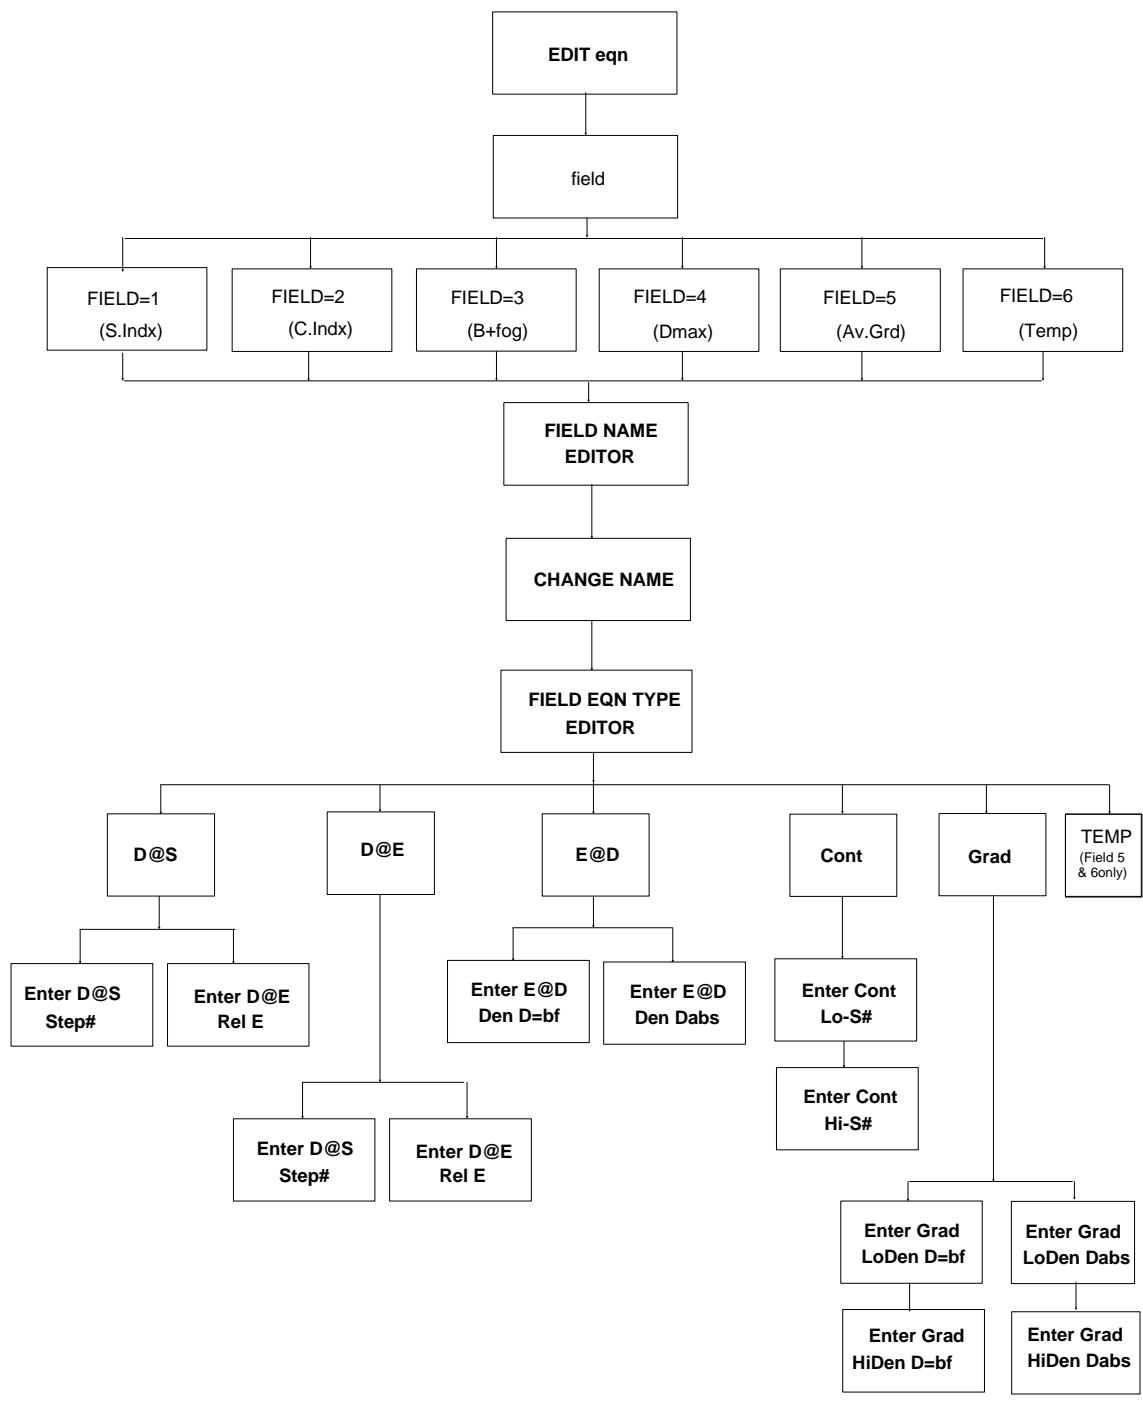 EDIT eqn
field
FIELD=1
(S.Indx)
FIELD=2
(C.Indx)
FIELD=3
(B+fog)
FIELD=4
(Dmax)
FIELD=5
(Av.Grd)
FIELD=6
(Temp)
FIELD NAME
EDITOR
CHANGE NAME
FIELD EQN TYPE
EDITOR
D@S
D@E
E@D
Cont
Grad
TEMP
(Field 5
& 6only)
Enter D@S
Step#
Enter D@E
Rel E
Enter E@D
Den D=bf
Enter E@D
Den Dabs
Enter Cont
Lo-S#
Enter Cont
Hi-S#
Enter D@S
Step#
Enter D@E
Rel E
Enter Grad
LoDen D=bf
Enter Grad
LoDen Dabs
Enter Grad
HiDen D=bf
Enter Grad
HiDen Dabs